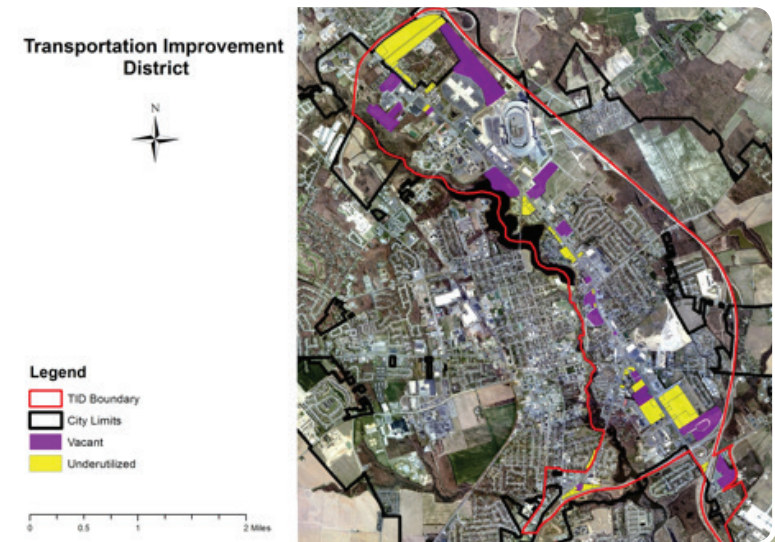 Transportation Improvement
District
N
Legend
TID Boundary
City Limits
Vacant
Underutilized
0 0.5 1 2 Miles